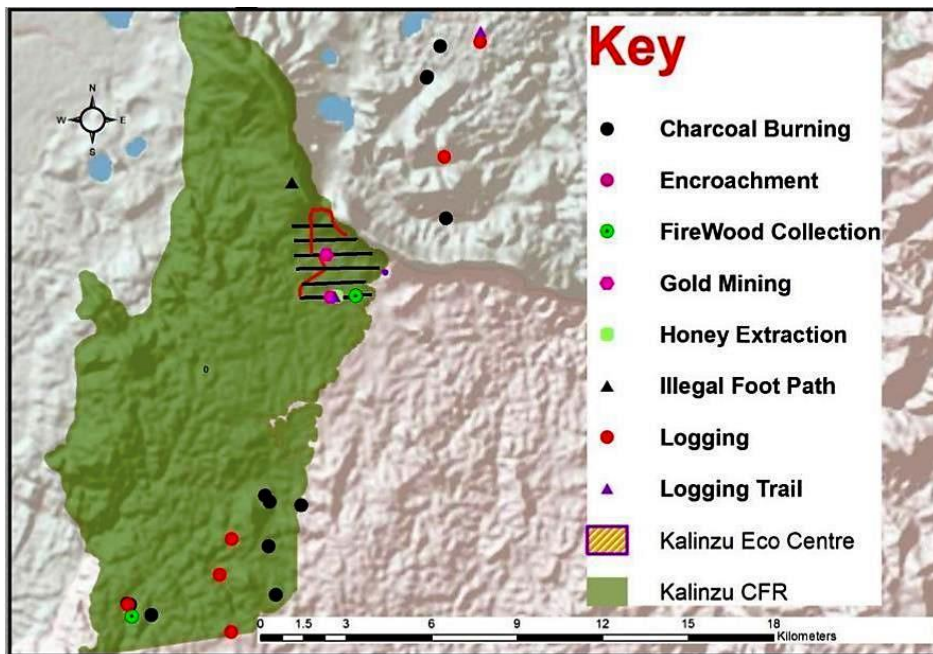 Key
N
W E
S
Charcoal Burning
Encroachment
FireWood Collection
Gold Mining
Honey Extraction
Illegal Foot Path
Logging
Logging Trail
Kalinzu Eco Centre
Kalinzu CFR
0
0 1.5 3 6 9 12 15 18
Kilometers